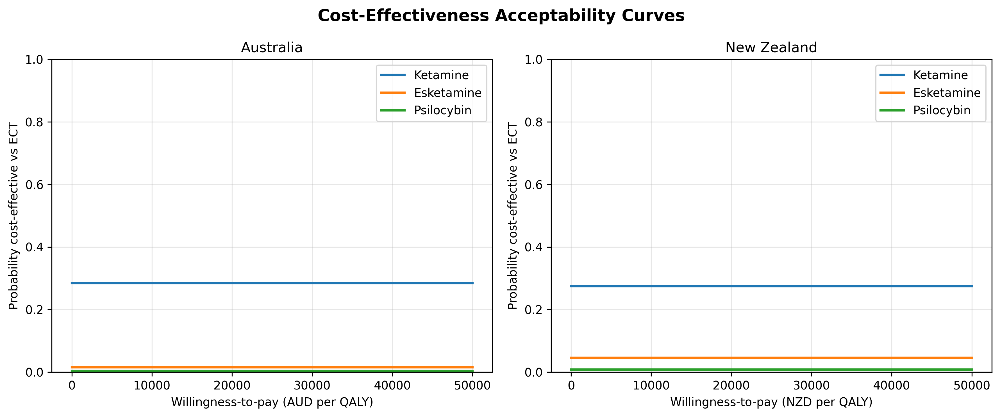 Cost-Effectiveness Acceptability Curves
Australia
Probability cost-effective vs ECT
1.0
0.8
0.6
0.4
0.2
0.0
Ketamine
Esketamine
Psilocybin
0 10000 20000 30000 40000 50000
Willingness-to-pay (AUD per QALY)
New Zealand
Probability cost-effective vs ECT
1.0
0.8
0.6
0.4
0.2
0.0
Ketamine
Esketamine
Psilocybin
0 10000 20000 30000 40000 50000
Willingness-to-pay (NZD per QALY)